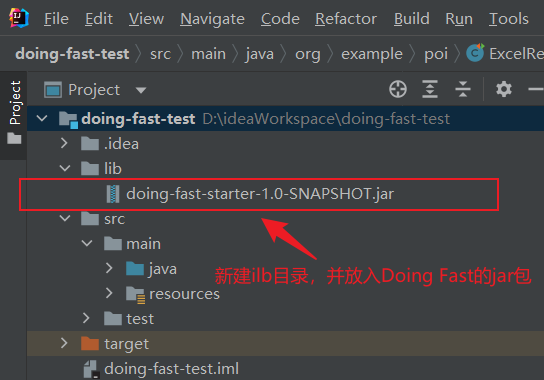 IJ File Edit View Navigate Code Refactor Build Run Tools
doing-fast-test src main java org example poi ExcelRe
Project
Project
doing-fast-test D:\ideaWorkspace\doing-fast-test
.idea
lib
doing-fast-starter-1.0-SNAPSHOT.jar
src
main
java
新建ilb目录，并放入Doing Fast的jar包
resources
test
target
doing-fast-test.iml